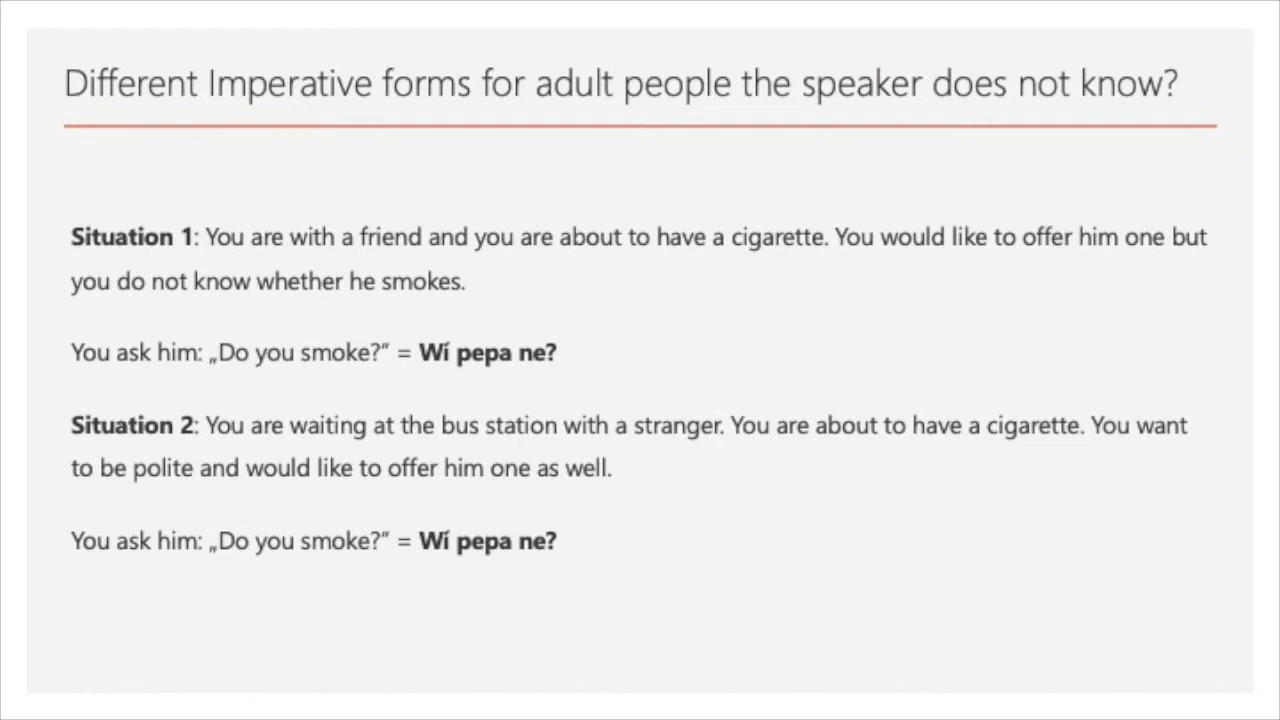 Different Imperative forms for adult people the speaker does not know?
Situation 1: You are with a friend and you are about to have a cigarette. You would like to offer him one but
you do not know whether he smokes.
You ask him: „Do you smoke?” = Wí pepa ne?
Situation 2: You are waiting at the bus station with a stranger. You are about to have a cigarette. You want
to be polite and would like to offer him one as well.
You ask him: „Do you smoke?” = Wí pepa ne?